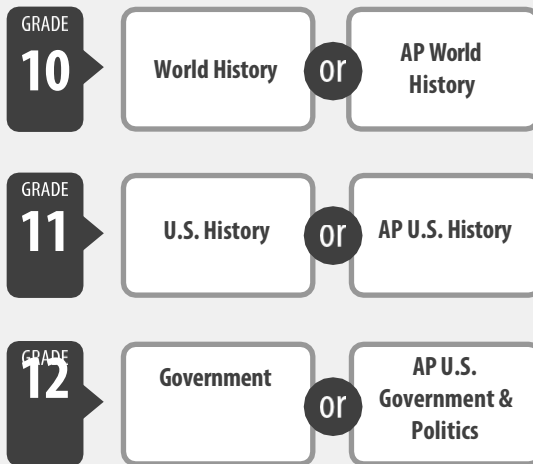 GRADE
10
World History
or
AP World
History
GRADE
11
U.S. History
or
AP U.S. History
GRADE
12
Government
or
AP U.S.
Government &
Politics